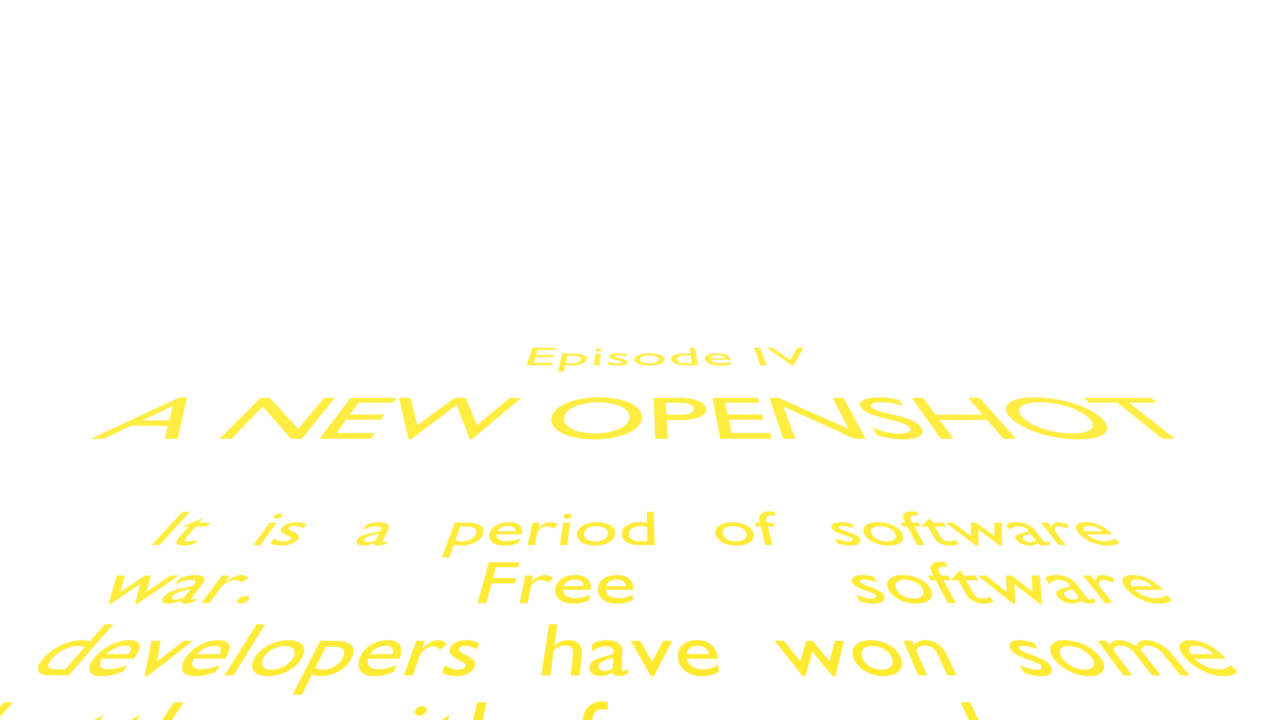 Episode IV
A NEW OPENSHOT
It is a period of software
war. Free software
developers have won some